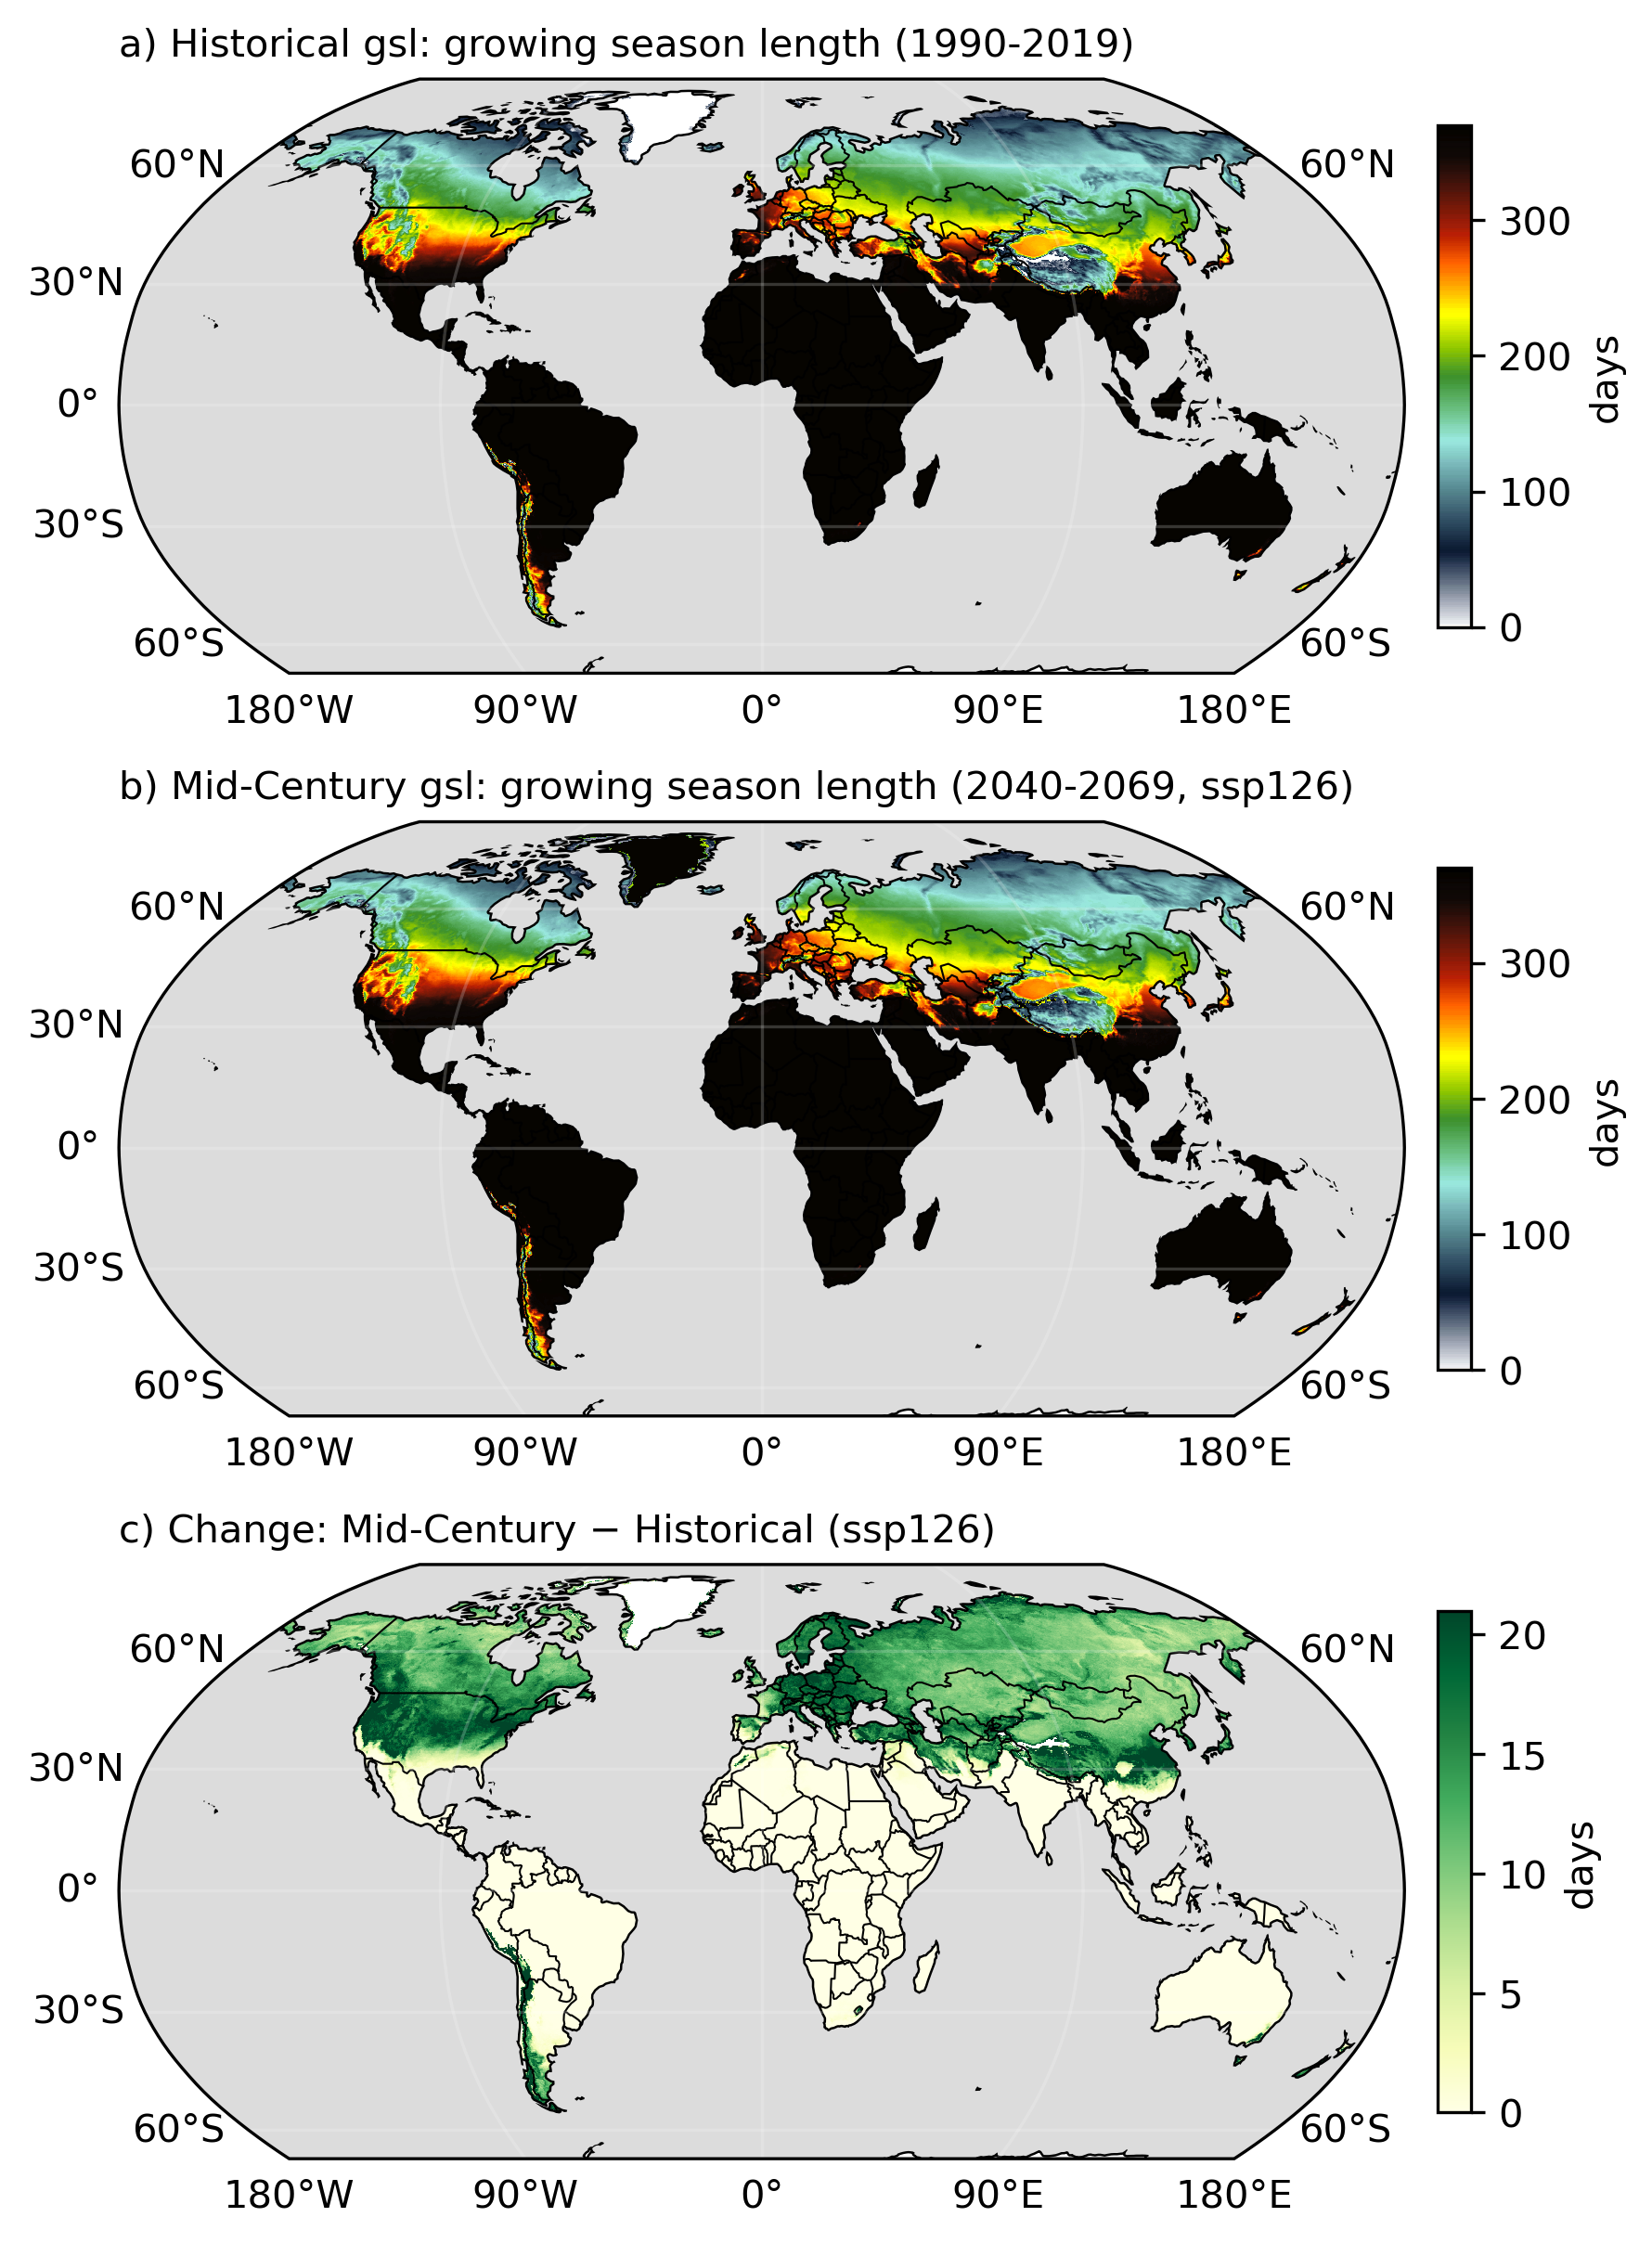 a) Historical gsl: growing season length (1990-2019)
60°N
60°N
30°N
0°
30°S
60°S
60°S
180°W
90°W
0°
90°E
180°E
300
200
100
0
days
b) Mid-Century gsl: growing season length (2040-2069, ssp126)
60°N
60°N
30°N
0°
30°S
60°S
60°S
180°W
90°W
0°
90°E
180°E
300
200
100
0
days
c) Change: Mid-Century − Historical (ssp126)
60°N
60°N
30°N
0°
30°S
60°S
60°S
180°W
90°W
0°
90°E
180°E
20
15
10
5
0
days